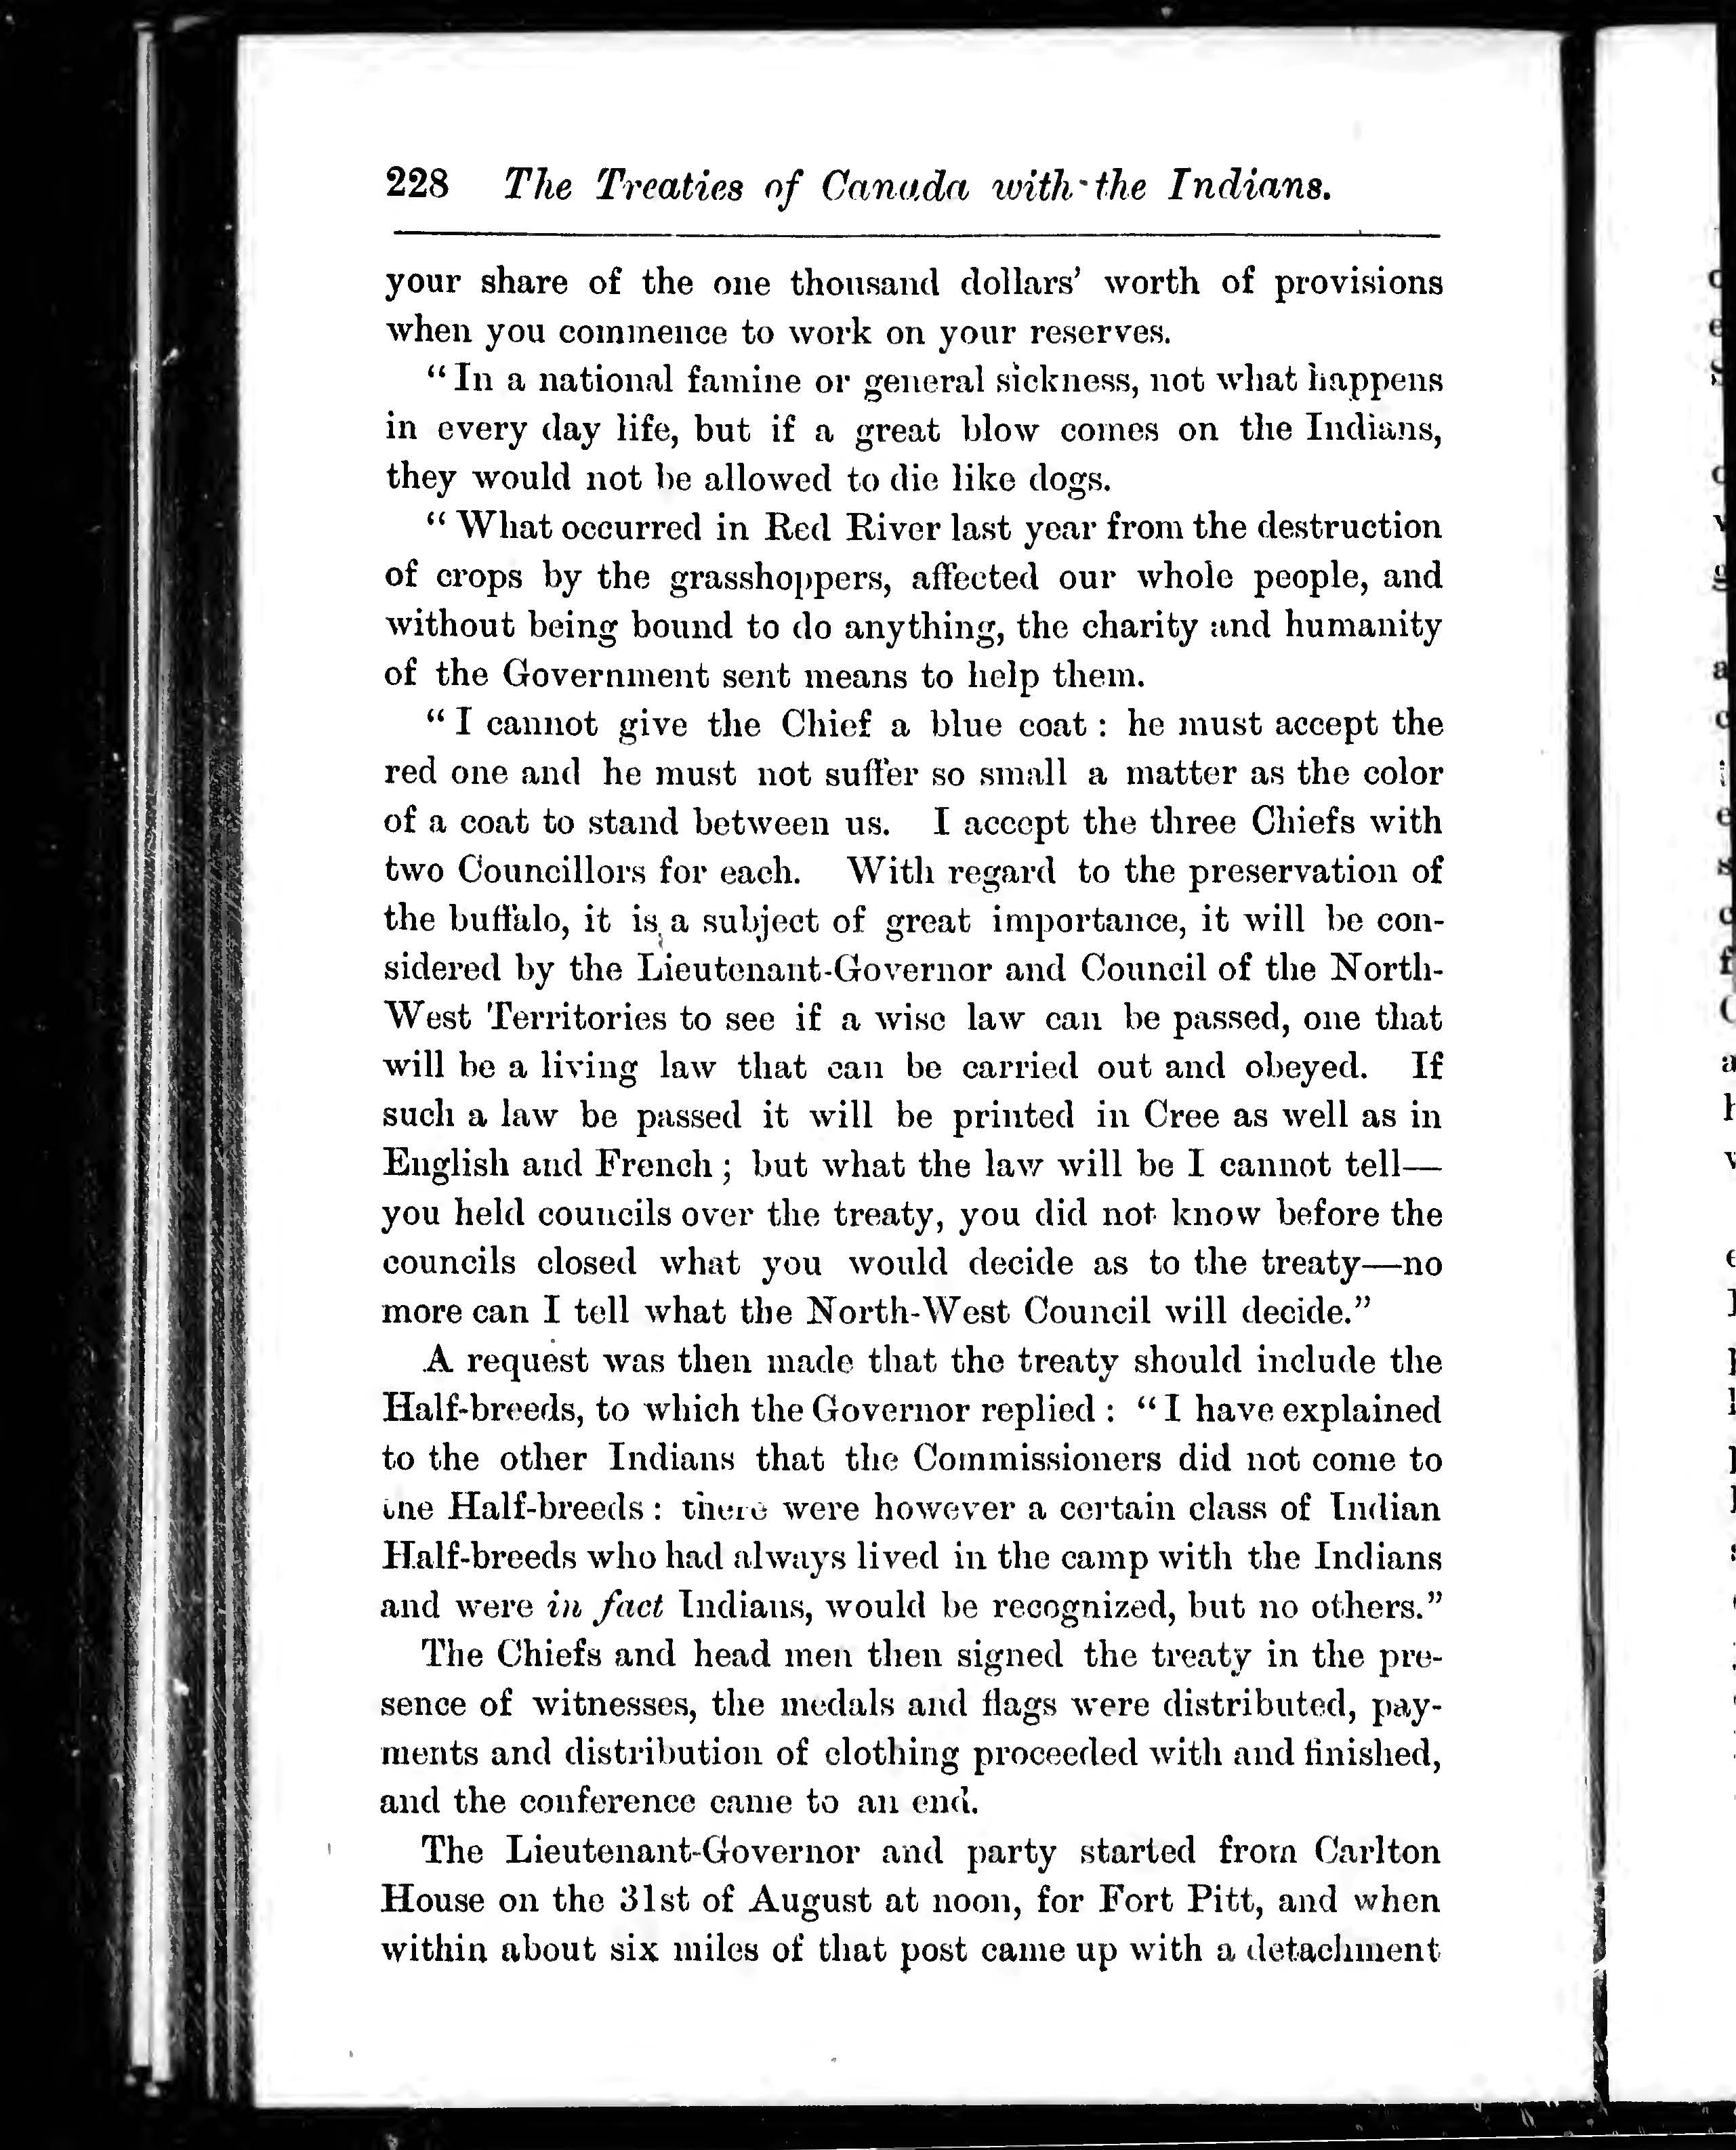 228 The Treaties of Canada with the Indians.
your share of the one thousand dollars' worth of provisions
when you commence to work on your reserves.
“In a national famine or general sickness, not what happens
in every day life, but if a great blow comes on the Indians,
they would not be allowed to die like dogs.
“What occurred in Red River last year from the destruction
of crops by the grasshoppers, affected our whole people, and
without being bound to do anything, the charity and humanity
of the Government sent means to help them.
“I cannot give the Chief a blue coat : he must accept the
red one and he must not suffer so small a matter as the color
of a coat to stand between us. I accept the three Chiefs with
two Councillors for each. With regard to the preservation of
the buffalo, it is a subject of great importance, it will be con-
sidered by the Lieutenant-Governor and Council of the North-
West Territories to see if a wise law can be passed, one that
will be a living law that can be carried out and obeyed. If
such a law be passed it will be printed in Cree as well as in
English and French ; but what the law will be I cannot tell—
you held councils over the treaty, you did not know before the
councils closed what you would decide as to the treaty—no
more can I tell what the North-West Council will decide.”
A request was then made that the treaty should include the
Half-breeds, to which the Governor replied : “I have explained
to the other Indians that the Commissioners did not come to
the Half-breeds : there were however a certain class of Indian
Half-breeds who had always lived in the camp with the Indians
and were in fact Indians, would be recognized, but no others.”
The Chiefs and head men then signed the treaty in the pre-
sence of witnesses, the medals and flags were distributed, pay-
ments and distribution of clothing proceeded with and finished,
and the conference came to an end.
The Lieutenant-Governor and party started from Carlton
House on the 31st of August at noon, for Fort Pitt, and when
within about six miles of that post came up with a detachment